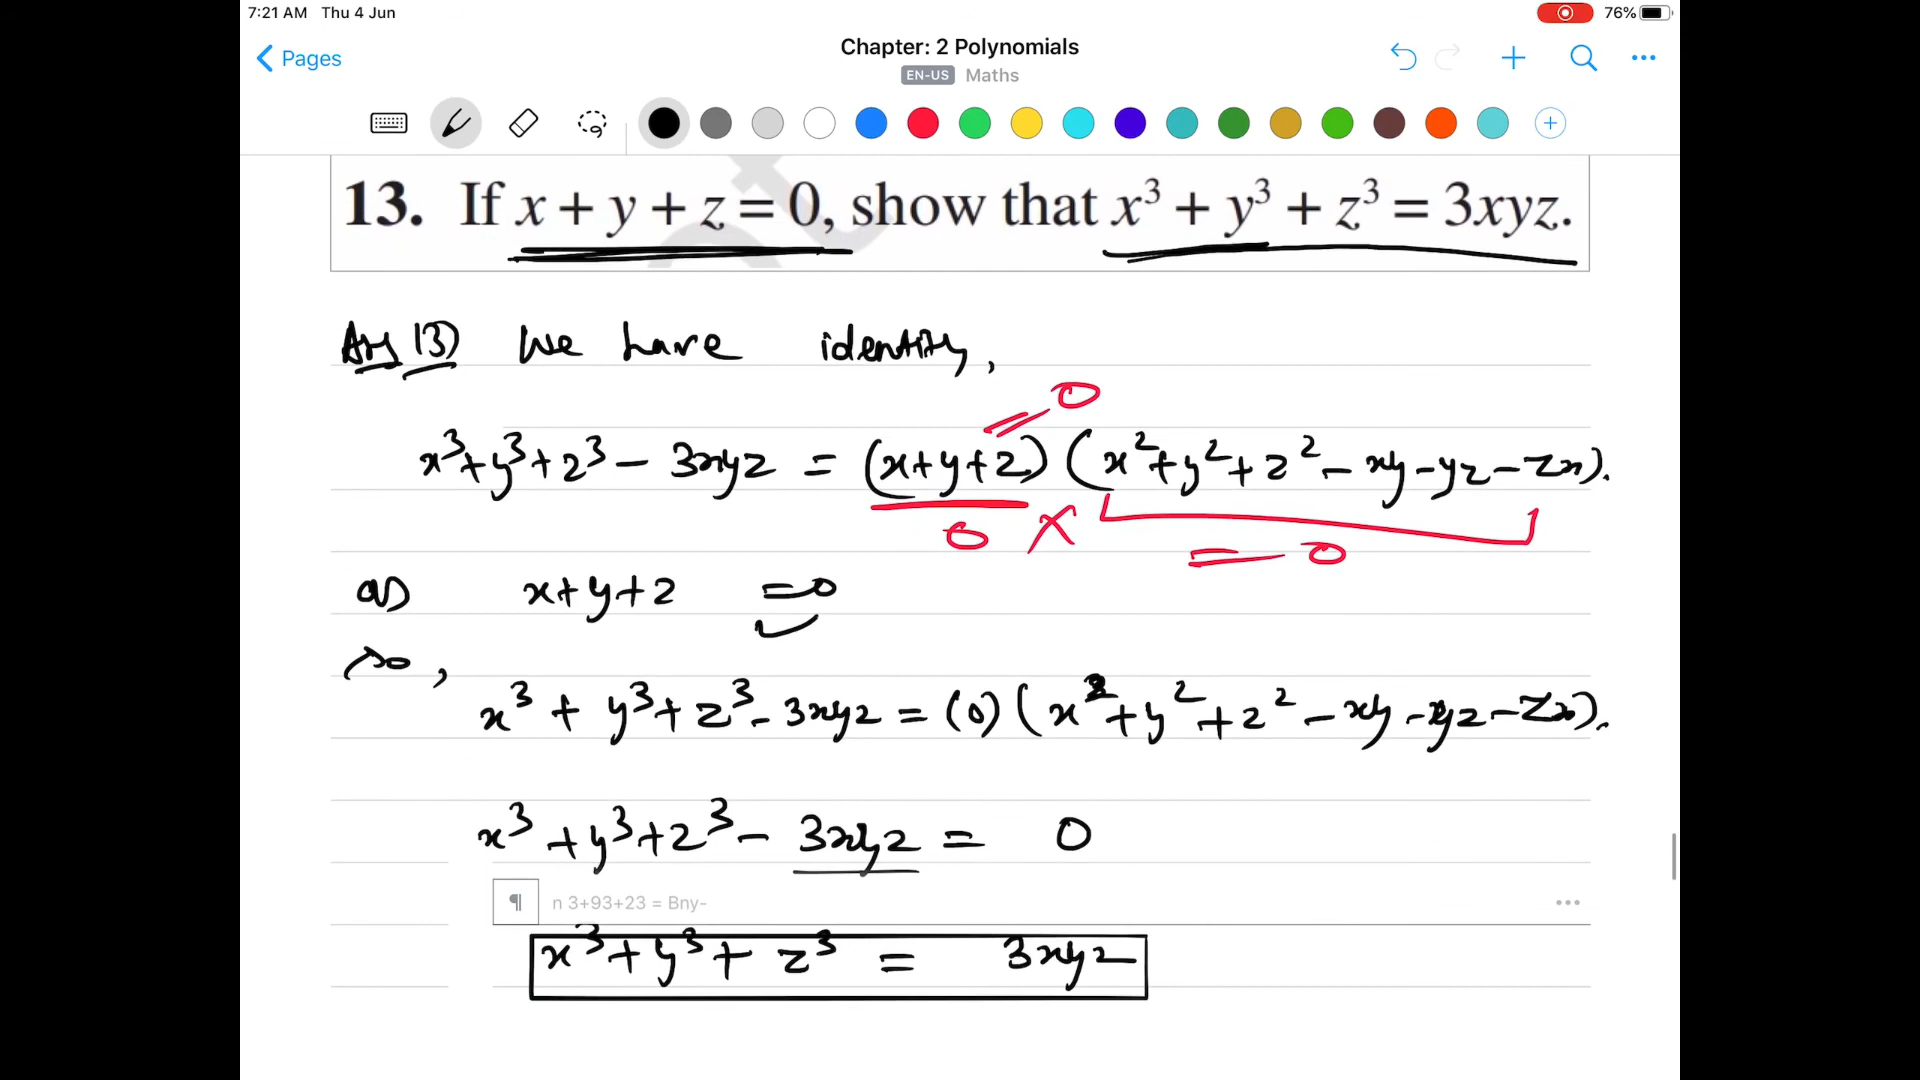 7:21 AM Thu 4 Jun
76%
Pages
Chapter: 2 Polynomials
EN-US Maths
13. If x + y + z = 0, show that x³ + y³ + z³ = 3xyz.
Ans 13) We have identity,
= 0
x³+y³+z³ - 3xyz = (x+y+z) (x²+y²+z² - xy - yz - zx).
0 X
= 0
as x+y+z =0
so,
x³ + y³ + z³ - 3xyz = (0) (x²+y²+z² - xy - yz - zx).
x³ + y³ + z³ - 3xyz = 0
n 3+93+23 = Bny-
x³ + y³ + z³ = 3xyz